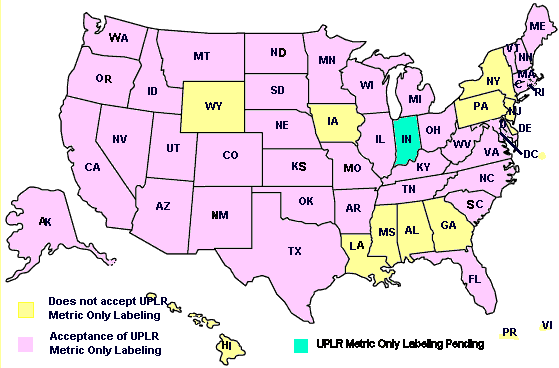 WA
MT
ND
MN
ME
VT
NH
OR
ID
SD
WI
MI
NY
MA
C
RI
WY
IA
PA
NJ
NV
UT
NE
IL
IN
OH
DE
CA
CO
KS
MO
WV
VA
DC
KY
AZ
NM
OK
AR
TN
NC
SC
TX
LA
MS
AL
GA
FL
AK
HI
PR
VI
Does not accept UPLR
Metric Only Labeling
Acceptance of UPLR
Metric Only Labeling
UPLR Metric Only Labeling Pending